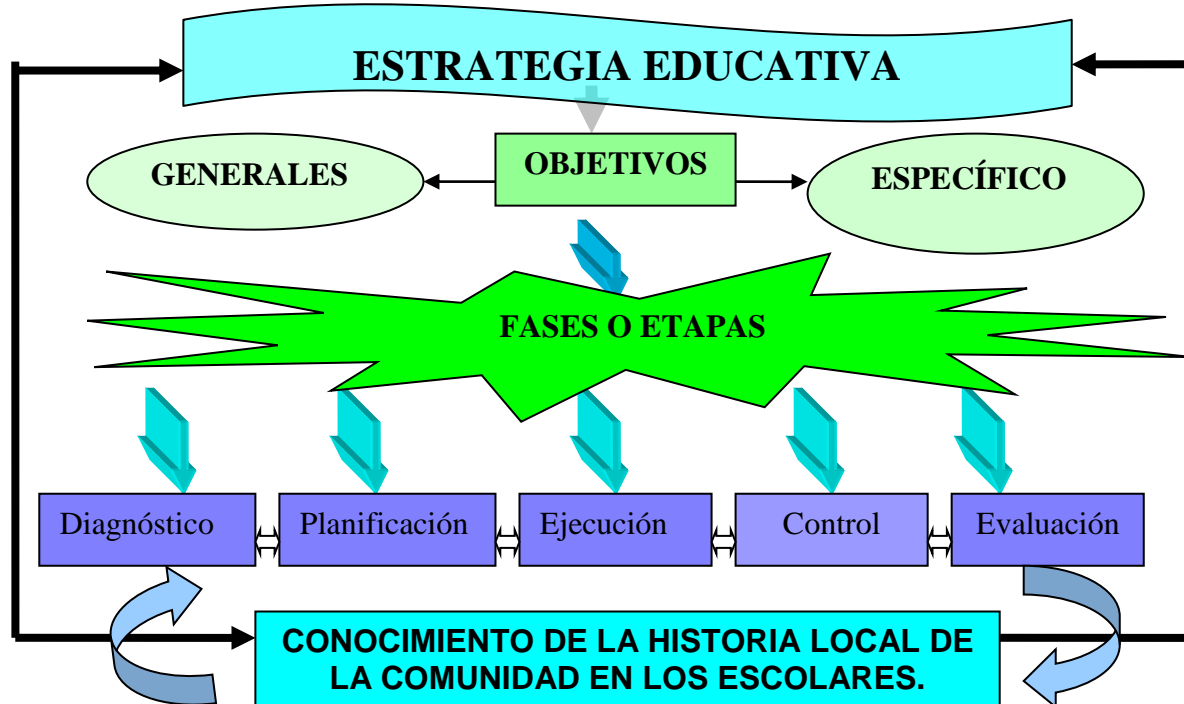 ESTRATEGIA EDUCATIVA
OBJETIVOS
GENERALES
ESPECÍFICO
FASES O ETAPAS
Diagnóstico
Planificación
Ejecución
Control
Evaluación
CONOCIMIENTO DE LA HISTORIA LOCAL DE
LA COMUNIDAD EN LOS ESCOLARES.